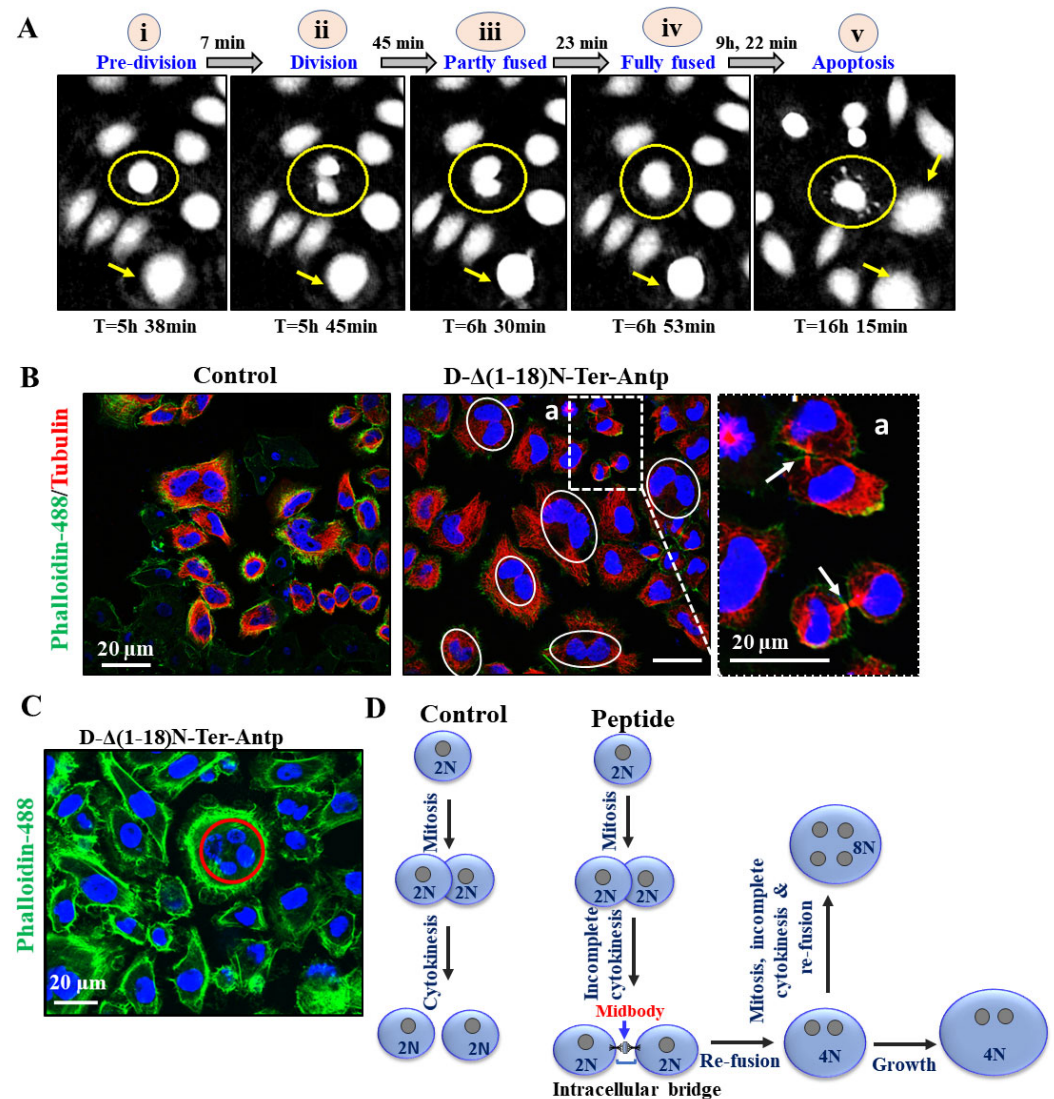 A
i
ii
iii
iv
v
7 min
45 min
23 min
9h, 22 min
Pre-division
Division
Partly fused
Fully fused
Apoptosis
T=5h 38min
T=5h 45min
T=6h 30min
T=6h 53min
T=16h 15min
B
Control
D-Δ(1-18)N-Ter-Antp
Phalloidin-488/Tubulin
a
a
20 µm
20 µm
C
D-Δ(1-18)N-Ter-Antp
Phalloidin-488
20 µm
D
Control
Peptide
2N
2N
Mitosis
Mitosis
2N
2N
2N
2N
Cytokinesis
Incomplete
cytokinesis
Midbody
2N
2N
2N
2N
Intracellular bridge
Re-fusion
Mitosis, incomplete
cytokinesis &
re-fusion
8N
4N
Growth
4N